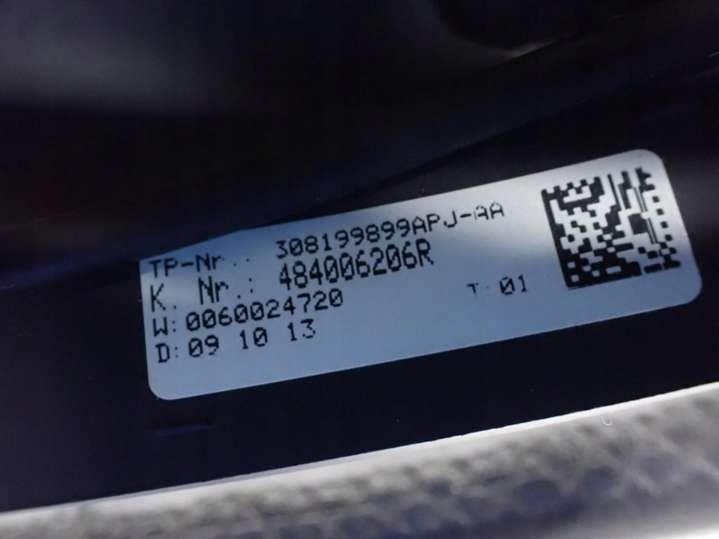 TP-Nr.: 308199899APJ-AA
K. Nr.: 484006206R
W: 0060024720 T: 01
D: 09 10 13